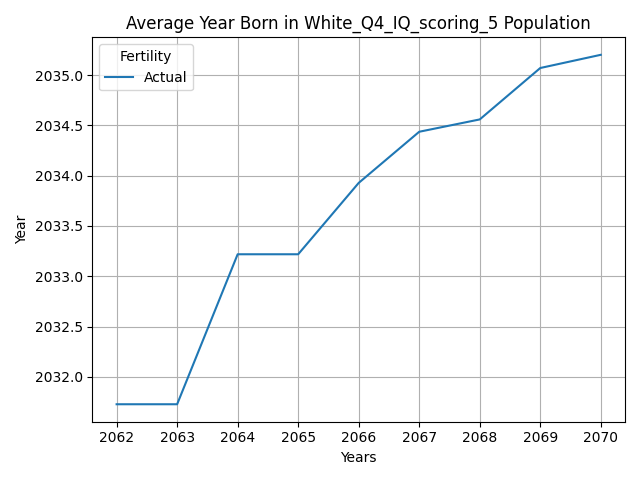 Average Year Born in White_Q4_IQ_scoring_5 Population
Fertility
Actual
2035.0
2034.5
2034.0
2033.5
2033.0
2032.5
2032.0
Year
2062 2063 2064 2065 2066 2067 2068 2069 2070
Years